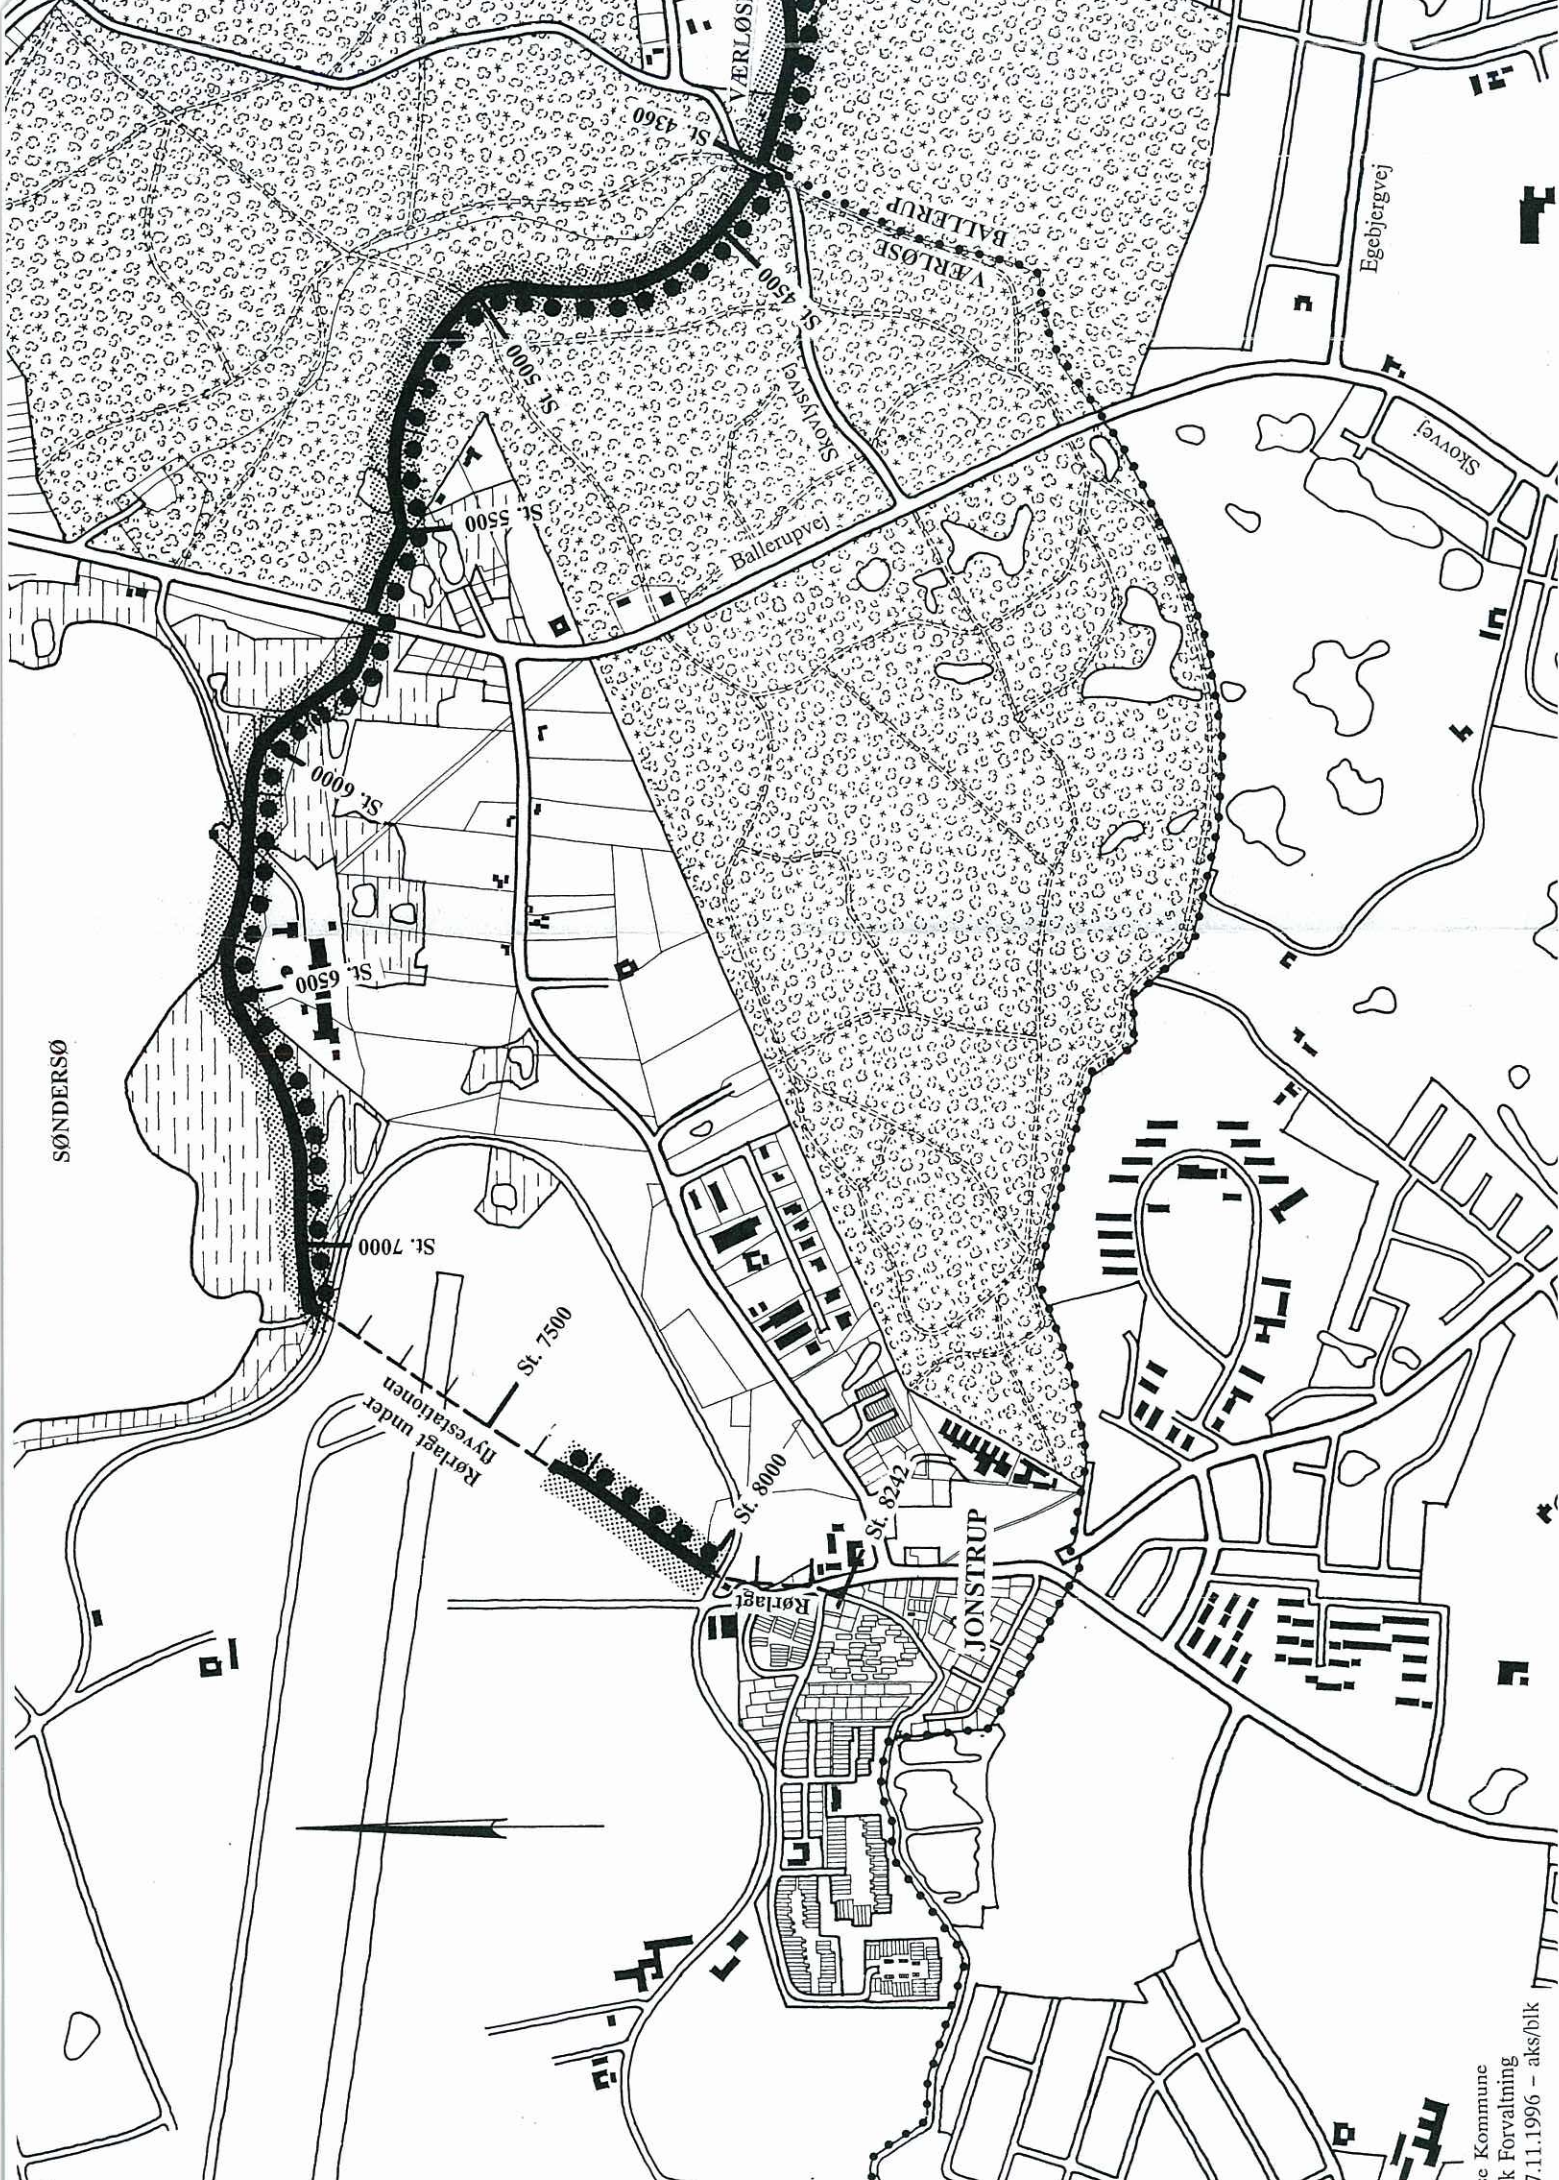 VÆRLØS
St. 4360
BALLERUP
VÆRLØSE
Egebjergvej
St. 4500
St. 5000
Skovlystvej
Skovvej
St. 5500
Ballerupvej
St. 6000
St. 6500
SØNDERSØ
St. 7000
St. 7500
Rørlagt under
flyvestationen
St. 8000
St. 8242
JONSTRUP
Rørlagt
e Kommune
k Forvaltning
7.11.1996 – aks/blk